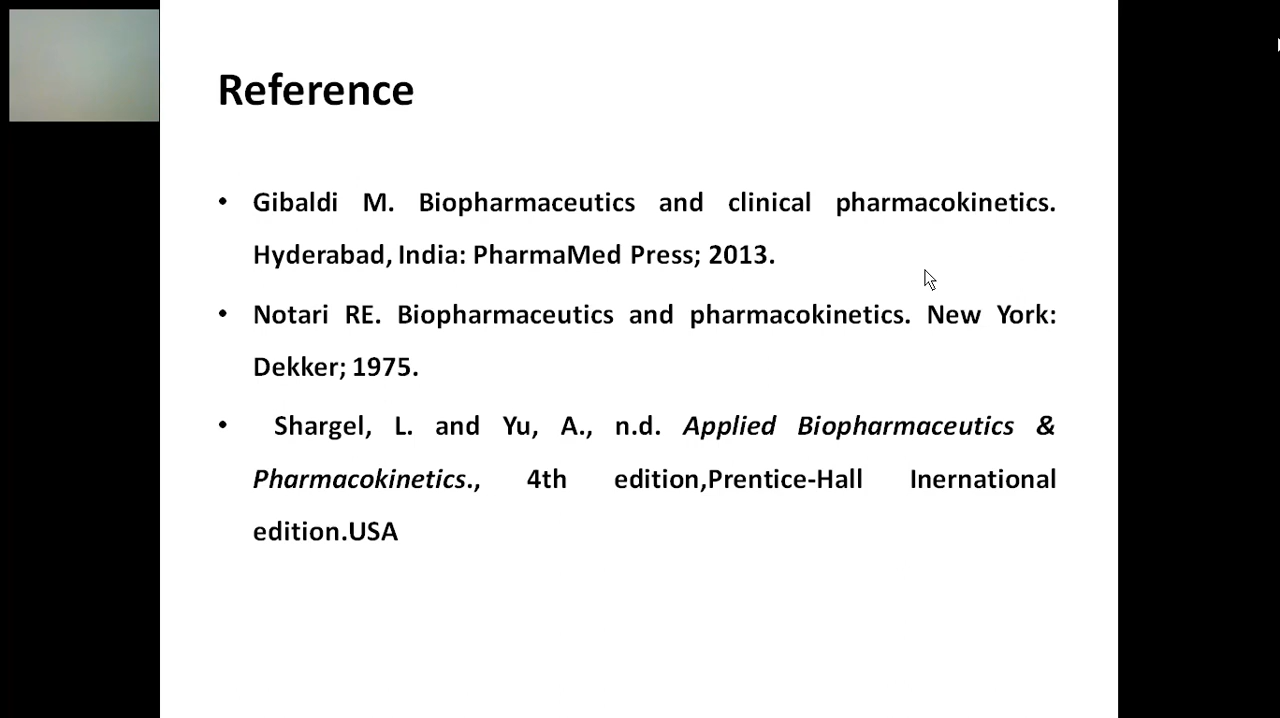 Reference
• Gibaldi M. Biopharmaceutics and clinical pharmacokinetics.
Hyderabad, India: PharmaMed Press; 2013.
• Notari RE. Biopharmaceutics and pharmacokinetics. New York:
Dekker; 1975.
• Shargel, L. and Yu, A., n.d. Applied Biopharmaceutics &
Pharmacokinetics., 4th edition,Prentice-Hall Inernational
edition.USA